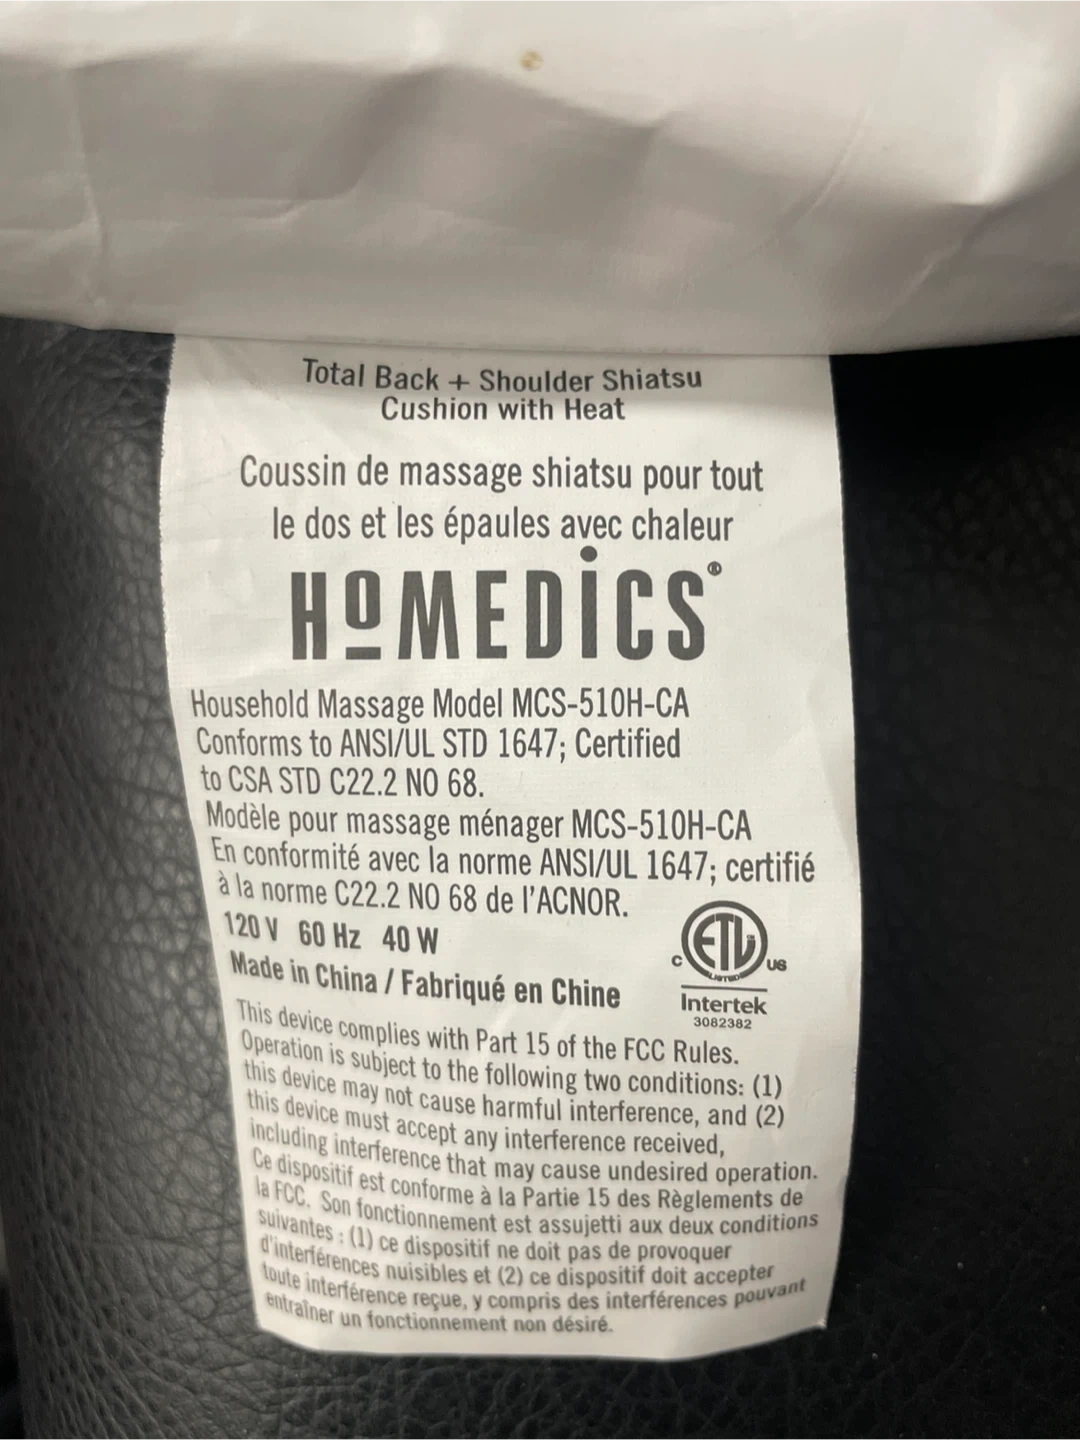 Total Back + Shoulder Shiatsu
Cushion with Heat
Coussin de massage shiatsu pour tout
le dos et les épaules avec chaleur
HoMEDiCS®
Household Massage Model MCS-510H-CA
Conforms to ANSI/UL STD 1647; Certified
to CSA STD C22.2 NO 68.
Modèle pour massage ménager MCS-510H-CA
En conformité avec la norme ANSI/UL 1647; certifié
à la norme C22.2 NO 68 de l'ACNOR.
120 V 60 Hz 40 W
Made in China / Fabriqué en Chine
c ETL US
LISTED
Intertek
3082382
This device complies with Part 15 of the FCC Rules.
Operation is subject to the following two conditions: (1)
this device may not cause harmful interference, and (2)
this device must accept any interference received,
including interference that may cause undesired operation.
Ce dispositif est conforme à la Partie 15 des Règlements de
la FCC. Son fonctionnement est assujetti aux deux conditions
suivantes : (1) ce dispositif ne doit pas de provoquer
d'interférences nuisibles et (2) ce dispositif doit accepter
toute interférence reçue, y compris des interférences pouvant
entraîner un fonctionnement non désiré.